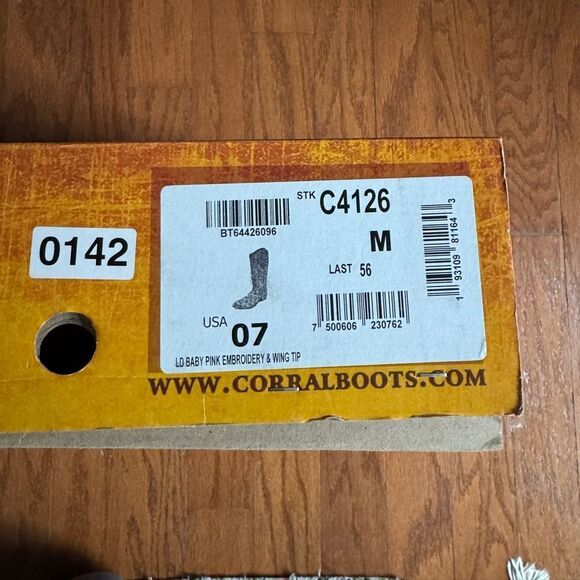 0142
STK C4126
BT64426096
M
LAST 56
USA 07
7 500606 230762
1 93109 81164 3
LD BABY PINK EMBROIDERY & WING TIP
WWW.CORRALBOOTS.COM